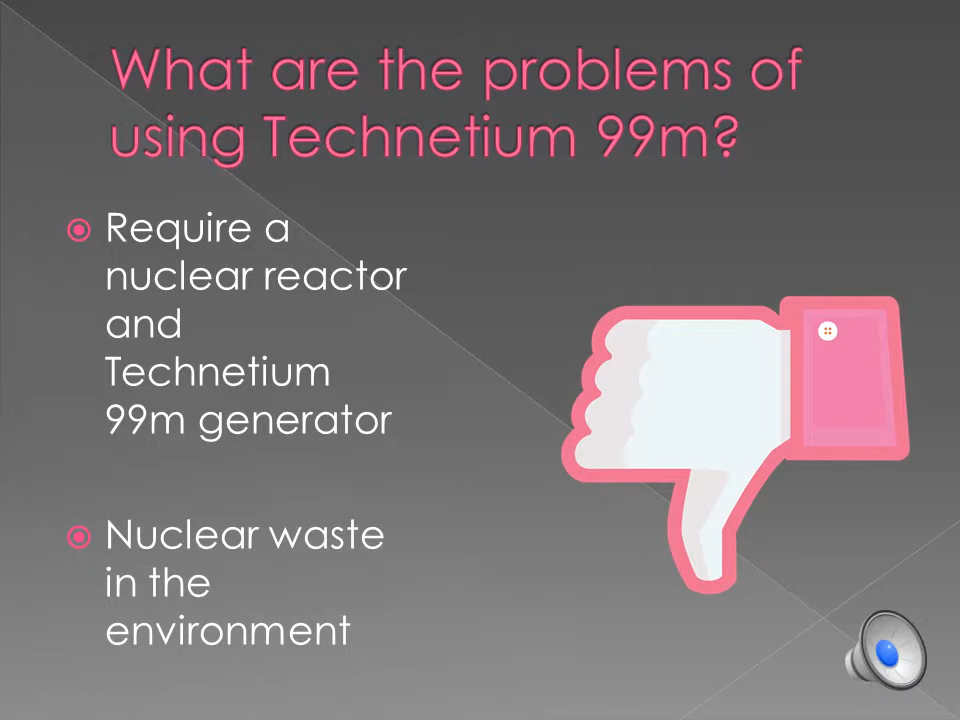 What are the problems of
using Technetium 99m?
Require a
nuclear reactor
and
Technetium
99m generator
Nuclear waste
in the
environment